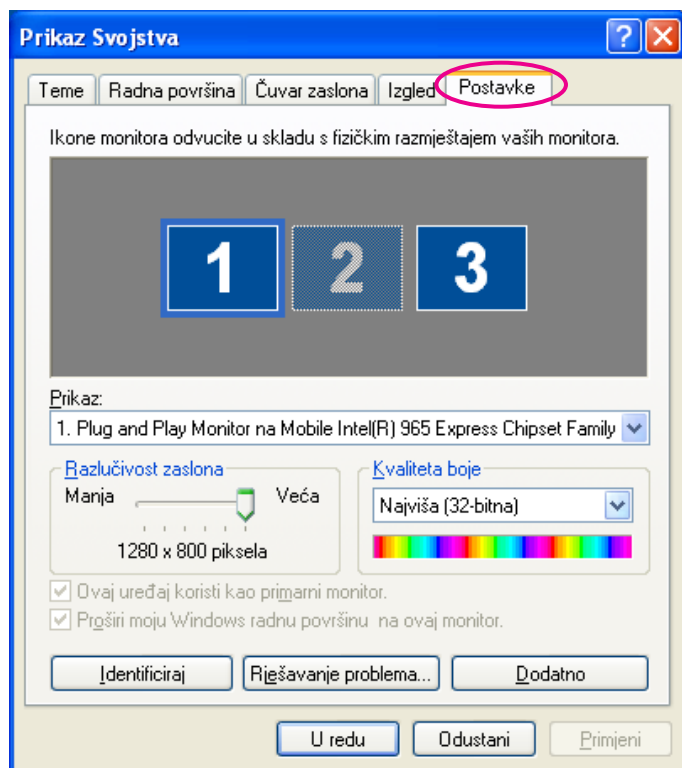 Prikaz Svojstva
Teme Radna površina Čuvar zaslona Izgled Postavke
Ikone monitora odvucite u skladu s fizičkim razmještajem vaših monitora.
1 2 3
Prikaz:
1. Plug and Play Monitor na Mobile Intel(R) 965 Express Chipset Family
Razlučivost zaslona
Manja Veća
1280 x 800 piksela
Kvaliteta boje
Najviša (32-bitna)
Ovaj uređaj koristi kao primarni monitor.
Proširi moju Windows radnu površinu na ovaj monitor.
Identificiraj Rješavanje problema... Dodatno
U redu Odustani Primjeni